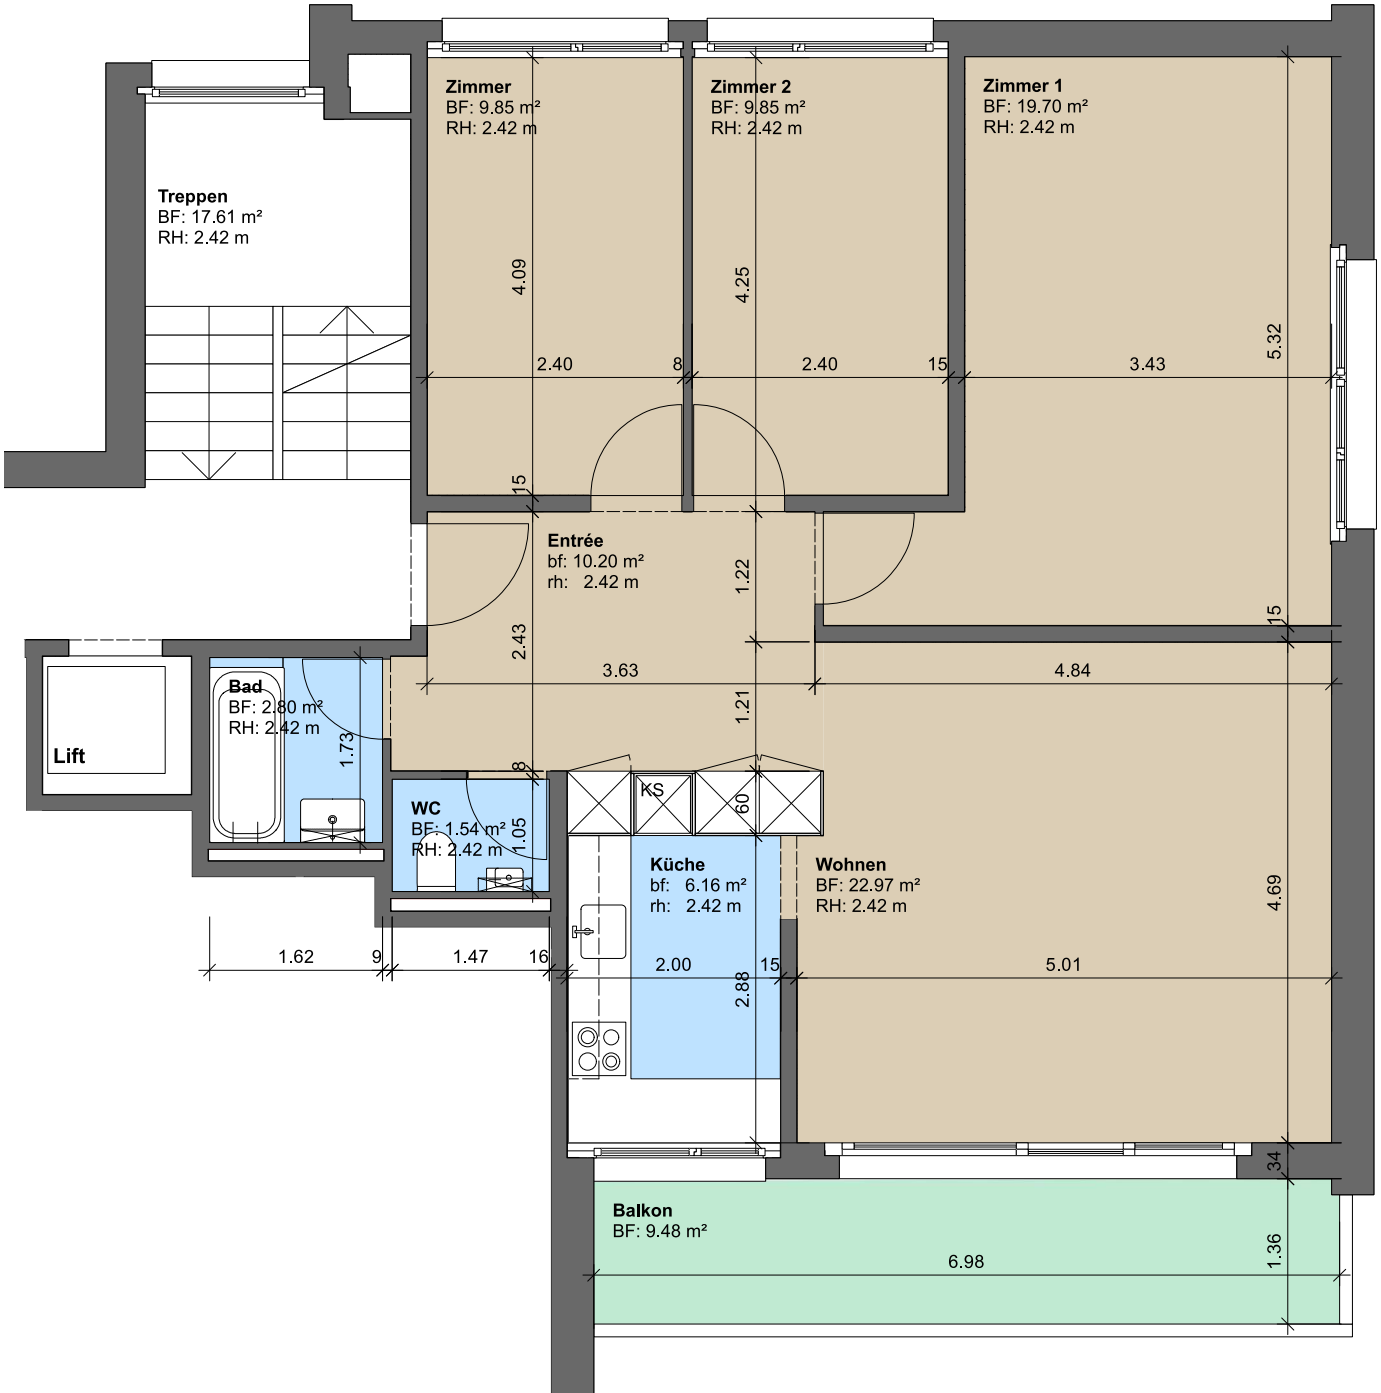 Zimmer
BF: 9.85 m²
RH: 2.42 m
Zimmer 2
BF: 9.85 m²
RH: 2.42 m
Zimmer 1
BF: 19.70 m²
RH: 2.42 m
Treppen
BF: 17.61 m²
RH: 2.42 m
4.09
4.25
5.32
2.40
8
2.40
15
3.43
15
Entrée
bf: 10.20 m²
rh: 2.42 m
1.22
15
2.43
3.63
4.84
1.21
Bad
BF: 2.80 m²
RH: 2.42 m
1.73
Lift
8
KS
60
WC
BF: 1.54 m²
RH: 2.42 m
1.05
Küche
bf: 6.16 m²
rh: 2.42 m
Wohnen
BF: 22.97 m²
RH: 2.42 m
4.69
1.62
9
1.47
16
2.00
15
5.01
2.88
34
Balkon
BF: 9.48 m²
6.98
1.36